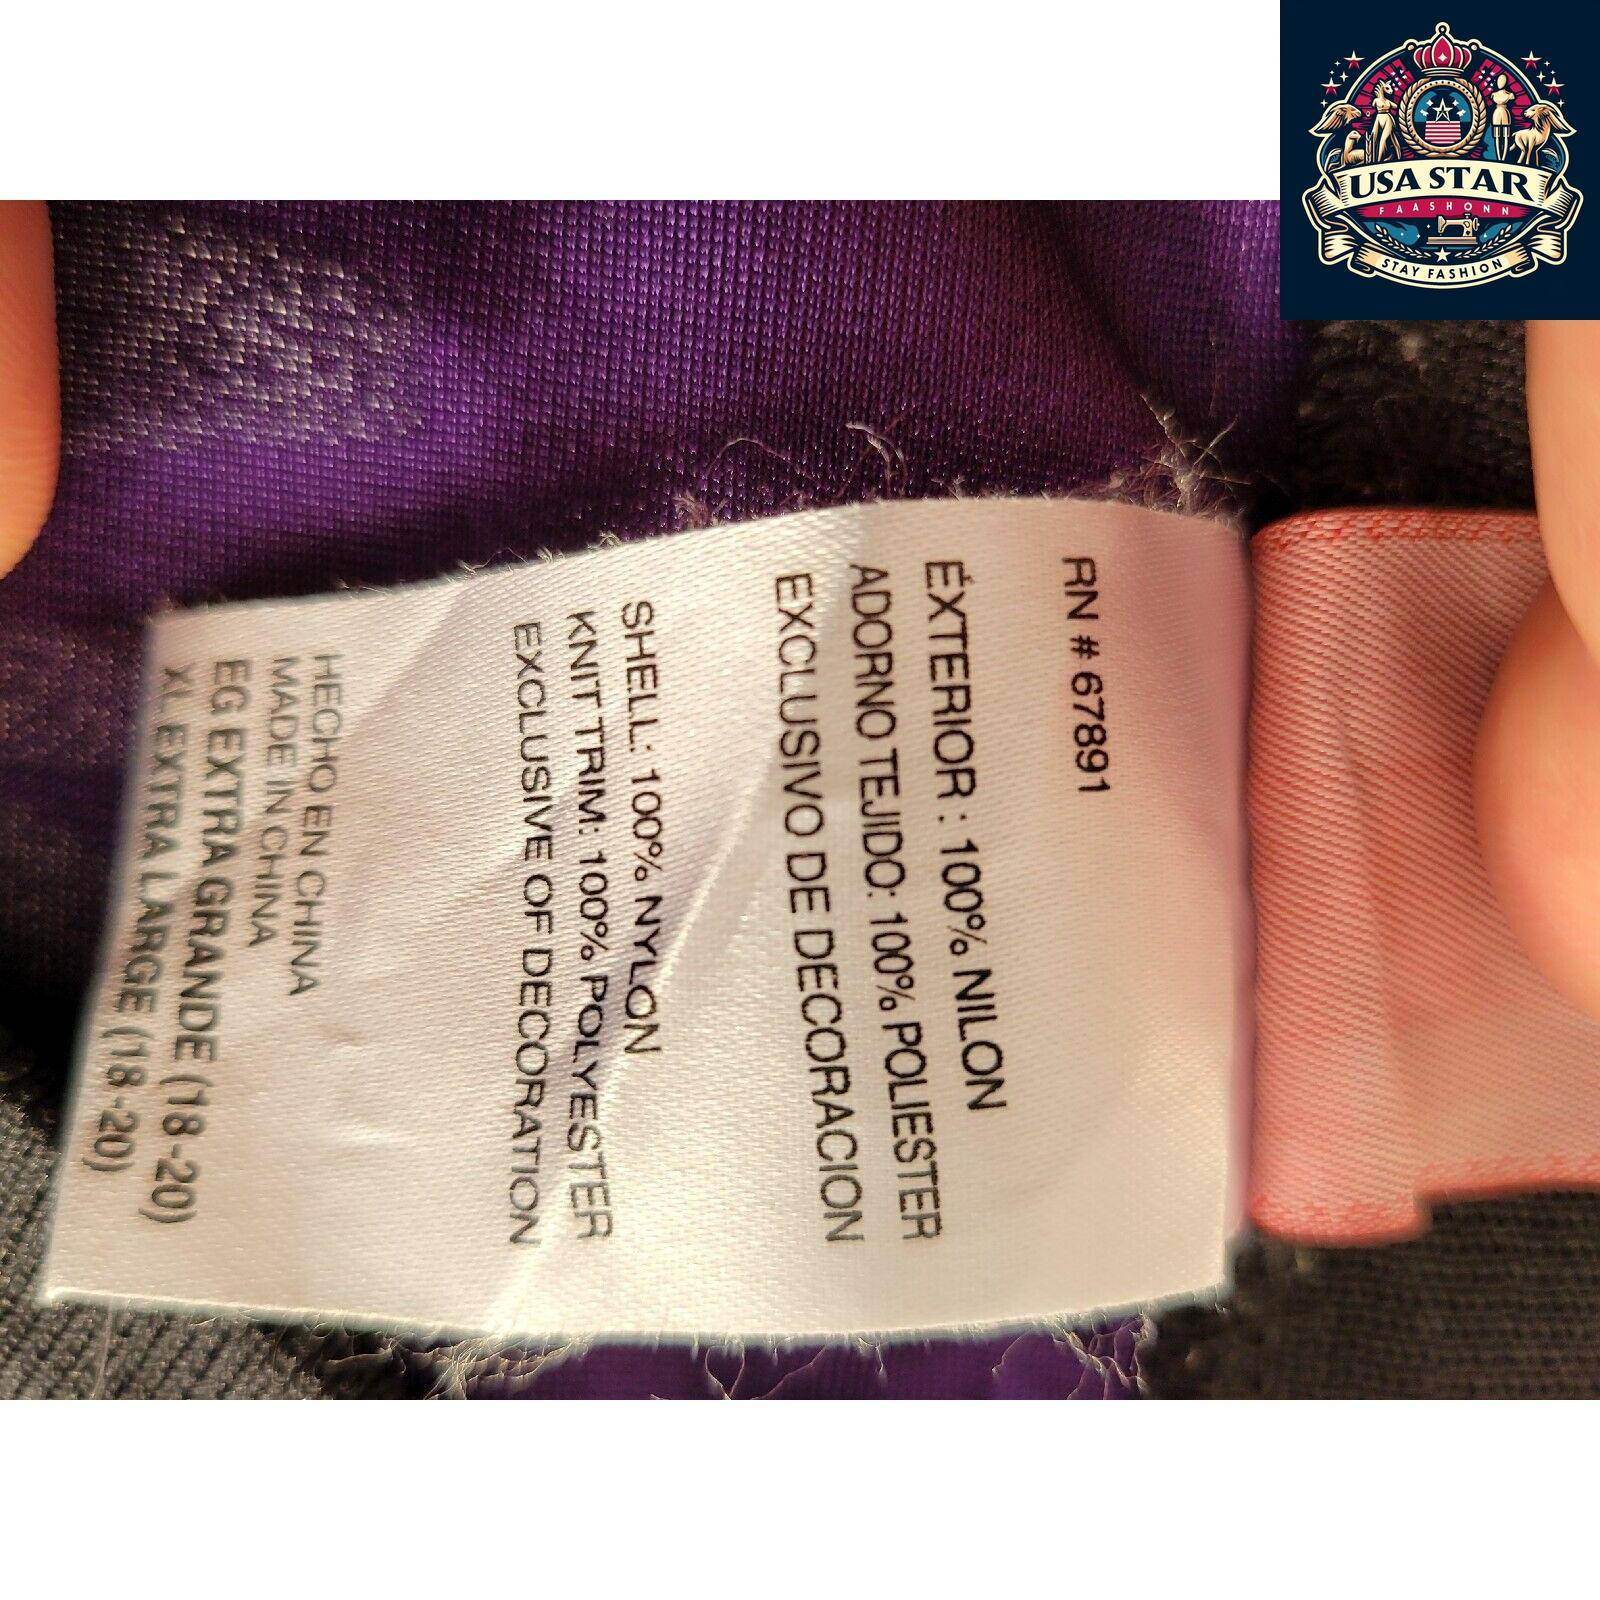 USA STAR
FAASHONN
STAY FASHION
RN # 67891
EXTERIOR : 100% NILON
ADORNO TEJIDO: 100% POLIESTER
EXCLUSIVO DE DECORACION
SHELL: 100% NYLON
KNIT TRIM: 100% POLYESTER
EXCLUSIVE OF DECORATION
HECHO EN CHINA
MADE IN CHINA
EG EXTRA GRANDE (18-20)
XL EXTRA LARGE (18-20)